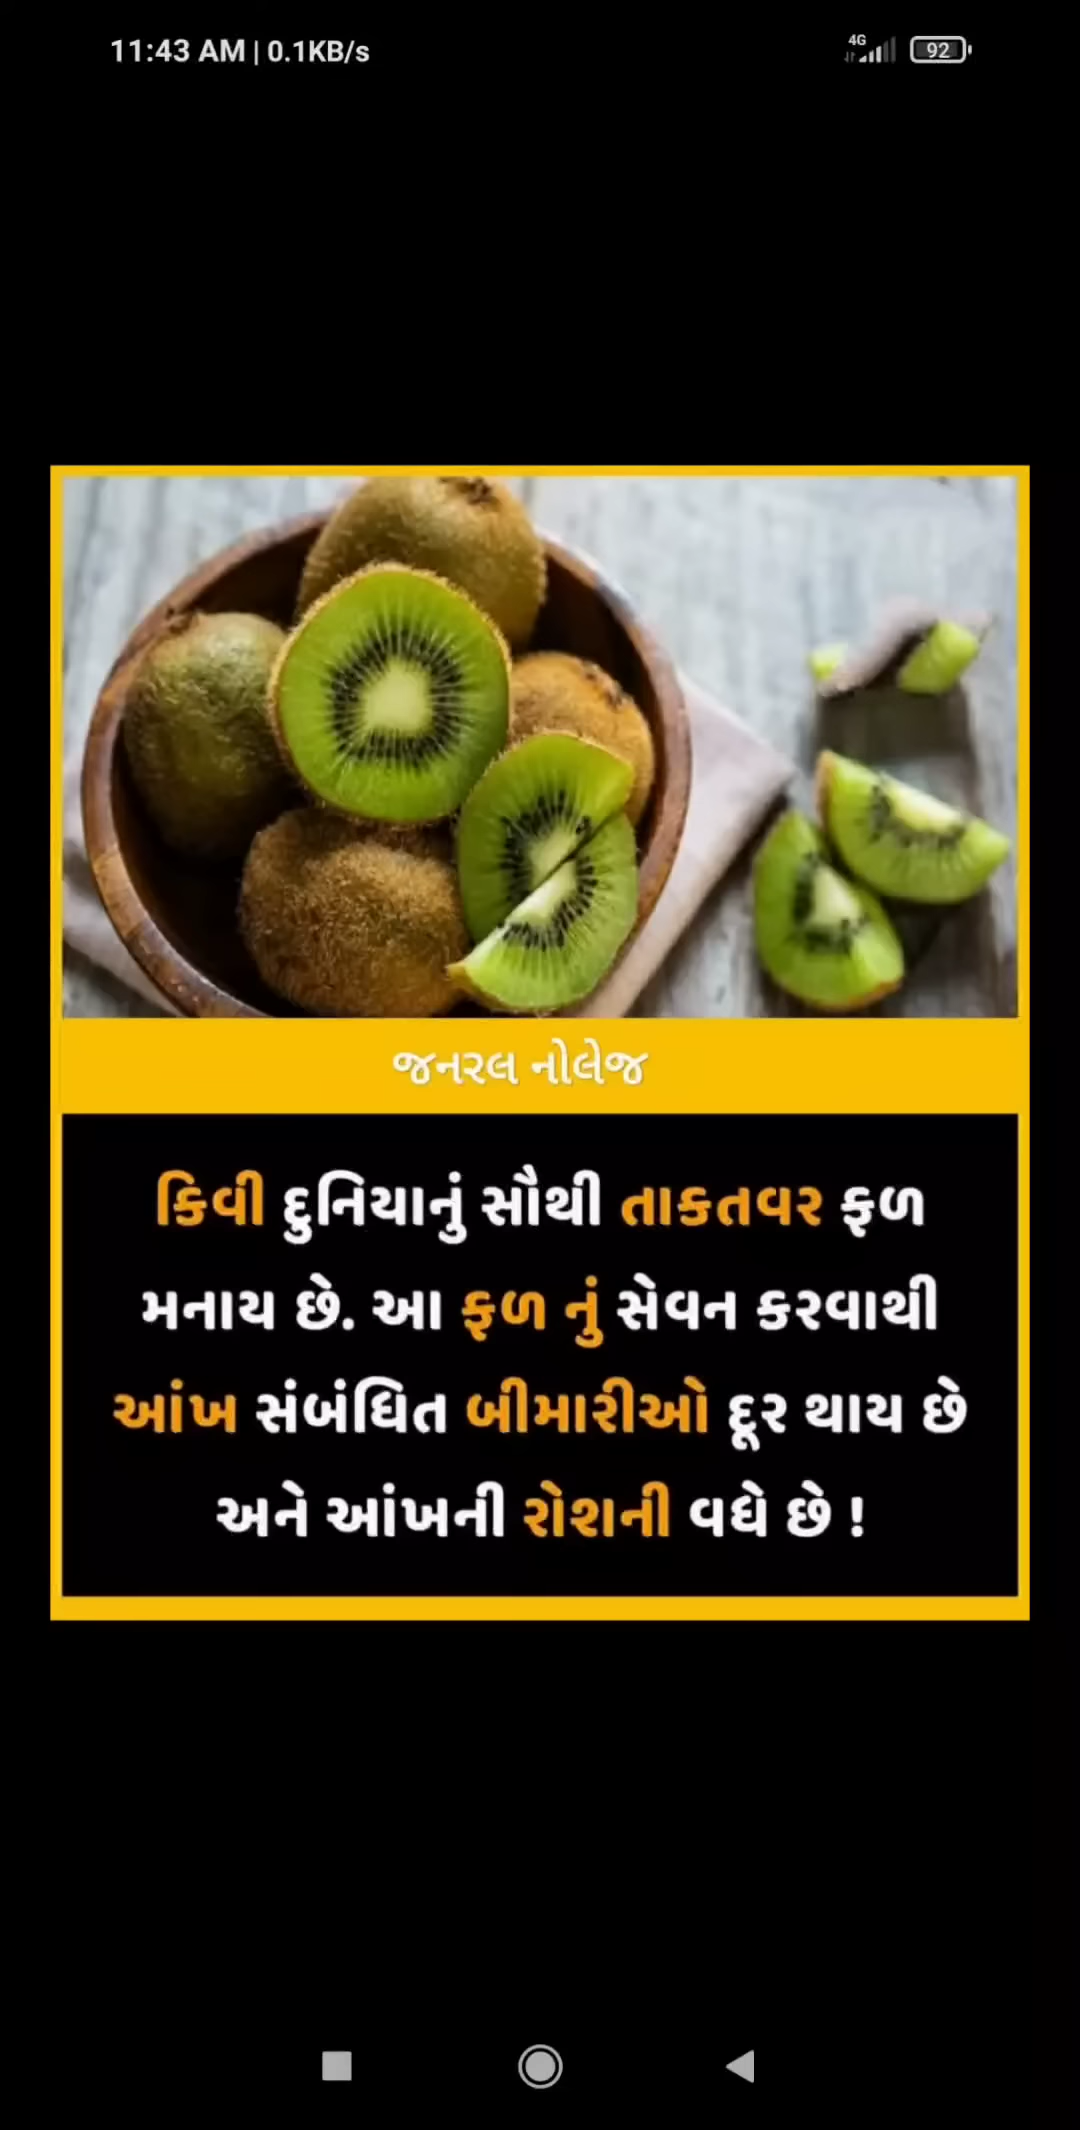 11:43 AM | 0.1KB/s 4G 92
જનરલ નોલેજ
કિવી દુનિયાનું સૌથી તાકતવર ફળ
મનાય છે. આ ફળ નું સેવન કરવાથી
આંખ સંબંધિત બીમારીઓ દૂર થાય છે
અને આંખની રોશની વધે છે !